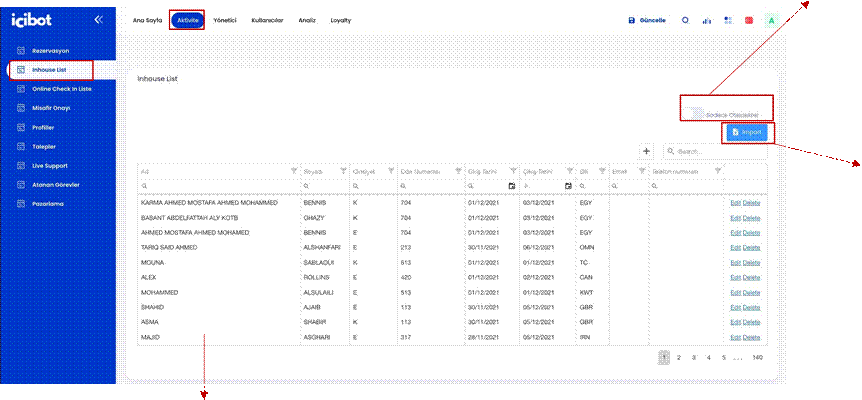 içibot
Ana Sayfa Aktivite Yönetici Kullanıcılar Analiz Loyalty Güncelle A
Rezervasyon
Inhouse List
Online Check in Liste
Misafir Onayı
Profiller
Talepler
Live Support
Atanan Görevler
Pazarlama
Inhouse List
Sadece Oteldekiler
Import
+ Search...
Ad Soyadı Cinsiyet Oda Numarası Giriş Tarihi Çıkış Tarihi Dil Email Telefon numarası
KARMA AHMED MOSTAFA AHMED MOHAMMED BENNIS K 704 01/12/2021 03/12/2021 EGY Edit Delete
BASANT ABDELFATTAH ALY KOTB GHAZY K 704 01/12/2021 03/12/2021 EGY Edit Delete
AHMED MOSTAFA AHMED MOHAMED BENNIS E 704 01/12/2021 03/12/2021 EGY Edit Delete
TARIQ SAID AHMED ALSHANFARI E 213 30/11/2021 06/12/2021 OMN Edit Delete
MOUNA SABLAOUI K 613 01/12/2021 01/12/2021 TC Edit Delete
ALEX ROLLINS E 420 01/12/2021 02/12/2021 CAN Edit Delete
MOHAMMED ALSULAILI E 513 01/12/2021 01/12/2021 KWT Edit Delete
SHAHID AJAIB E 113 30/11/2021 05/12/2021 GBR Edit Delete
ASMA SHABIR K 113 30/11/2021 05/12/2021 GBR Edit Delete
MAJID ASGHARI E 317 28/11/2021 05/12/2021 IRN Edit Delete
1 2 3 4 5 ... 140